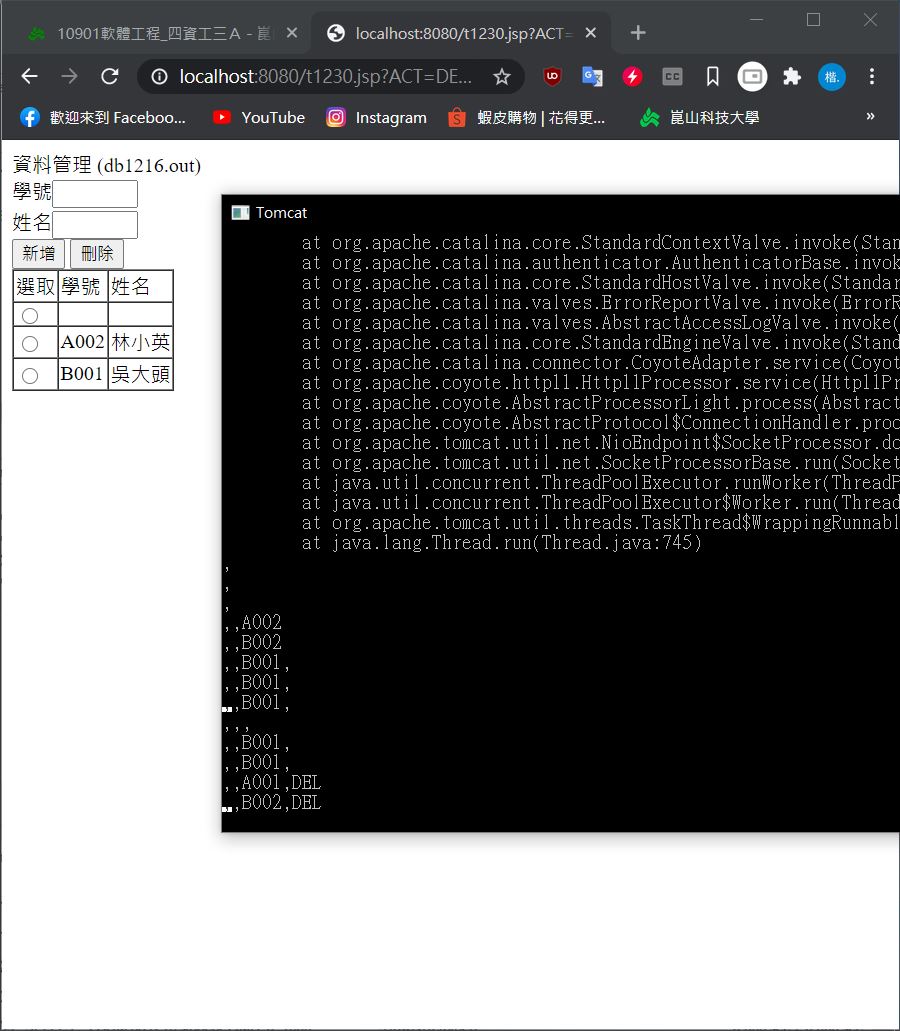 10901軟體工程_四資工三A - 崑
localhost:8080/t1230.jsp?ACT=
localhost:8080/t1230.jsp?ACT=DE...
UD
G
CC
楷.
歡迎來到 Faceboo...
YouTube
Instagram
蝦皮購物 | 花得更...
崑山科技大學
»
資料管理 (db1216.out)
學號
姓名
新增 刪除
選取 學號 姓名
A002 林小英
B001 吳大頭
Tomcat
at org.apache.catalina.core.StandardContextValve.invoke(Stan
at org.apache.catalina.authenticator.AuthenticatorBase.invok
at org.apache.catalina.core.StandardHostValve.invoke(Standar
at org.apache.catalina.valves.ErrorReportValve.invoke(ErrorR
at org.apache.catalina.valves.AbstractAccessLogValve.invoke(
at org.apache.catalina.core.StandardEngineValve.invoke(Stand
at org.apache.catalina.connector.CoyoteAdapter.service(Coyot
at org.apache.coyote.http11.Http11Processor.service(Http11Pr
at org.apache.coyote.AbstractProcessorLight.process(Abstract
at org.apache.coyote.AbstractProtocol$ConnectionHandler.proc
at org.apache.tomcat.util.net.NioEndpoint$SocketProcessor.do
at org.apache.tomcat.util.net.SocketProcessorBase.run(Socket
at java.util.concurrent.ThreadPoolExecutor.runWorker(ThreadP
at java.util.concurrent.ThreadPoolExecutor$Worker.run(Thread
at org.apache.tomcat.util.threads.TaskThread$WrappingRunnabl
at java.lang.Thread.run(Thread.java:745)
,
,
,
,,A002
,,B002
,,B001,
,,B001,
,,B001,
,,,
,,B001,
,,B001,
,,A001,DEL
,,B002,DEL